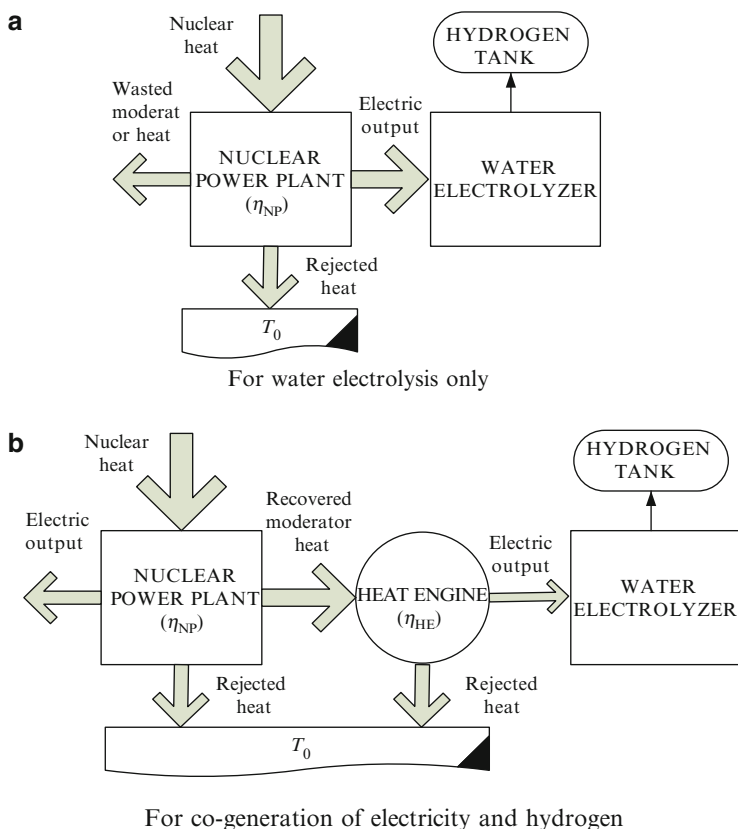 a
Nuclear
heat
HYDROGEN
TANK
Wasted
moderat
or heat
Electric
output
NUCLEAR
POWER PLANT
(ηNP)
WATER
ELECTROLYZER
Rejected
heat
T0
For water electrolysis only
b
Nuclear
heat
HYDROGEN
TANK
Electric
output
Recovered
moderator
heat
Electric
output
NUCLEAR
POWER PLANT
(ηNP)
HEAT ENGINE
(ηHE)
WATER
ELECTROLYZER
Rejected
heat
Rejected
heat
T0
For co-generation of electricity and hydrogen